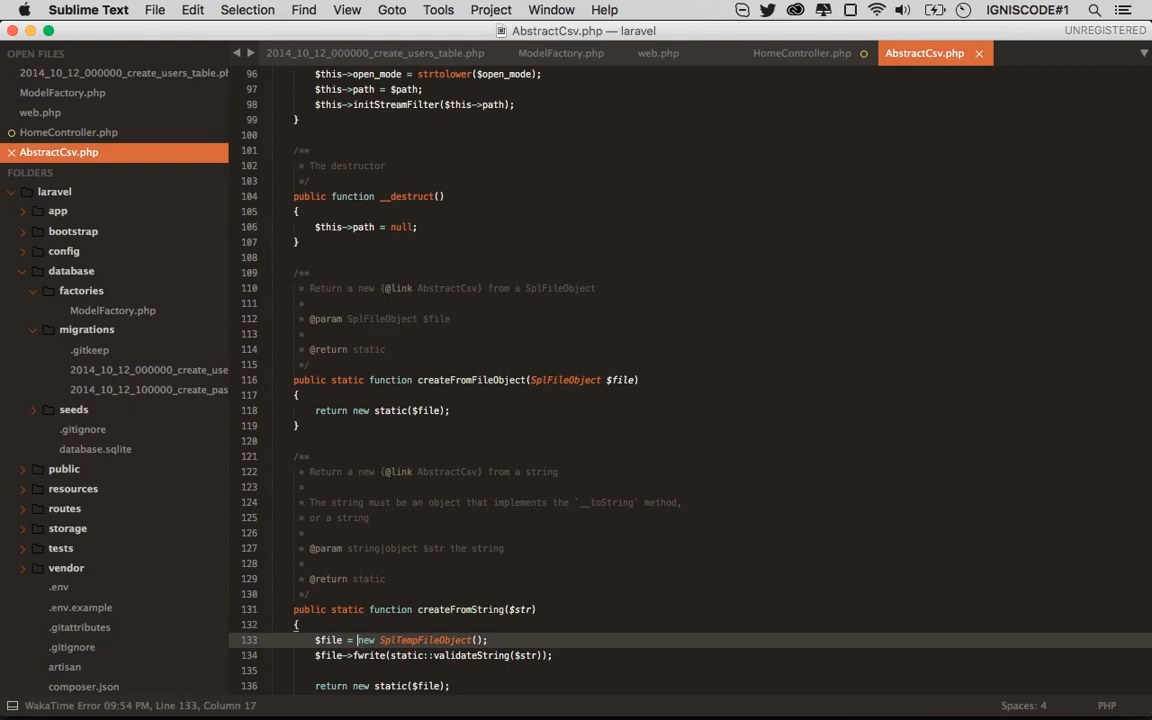 Sublime Text File Edit Selection Find View Goto Tools Project Window Help IGNISCODE#1
AbstractCsv.php — laravel UNREGISTERED
OPEN FILES
2014_10_12_000000_create_users_table.ph
ModelFactory.php
web.php
HomeController.php
AbstractCsv.php
FOLDERS
laravel
app
bootstrap
config
database
factories
ModelFactory.php
migrations
.gitkeep
2014_10_12_000000_create_use
2014_10_12_100000_create_pas
seeds
.gitignore
database.sqlite
public
resources
routes
storage
tests
vendor
.env
.env.example
.gitattributes
.gitignore
artisan
composer.json
2014_10_12_000000_create_users_table.php ModelFactory.php web.php HomeController.php AbstractCsv.php
96 $this->open_mode = strtolower($open_mode);
97 $this->path = $path;
98 $this->initStreamFilter($this->path);
99 }
100
101 /**
102 * The destructor
103 */
104 public function __destruct()
105 {
106 $this->path = null;
107 }
108
109 /**
110 * Return a new {@link AbstractCsv} from a SplFileObject
111 *
112 * @param SplFileObject $file
113 *
114 * @return static
115 */
116 public static function createFromFileObject(SplFileObject $file)
117 {
118 return new static($file);
119 }
120
121 /**
122 * Return a new {@link AbstractCsv} from a string
123 *
124 * The string must be an object that implements the `__toString` method,
125 * or a string
126 *
127 * @param string|object $str the string
128 *
129 * @return static
130 */
131 public static function createFromString($str)
132 {
133 $file = new SplTempFileObject();
134 $file->fwrite(static::validateString($str));
135
136 return new static($file);
WakaTime Error 09:54 PM, Line 133, Column 17 Spaces: 4 PHP